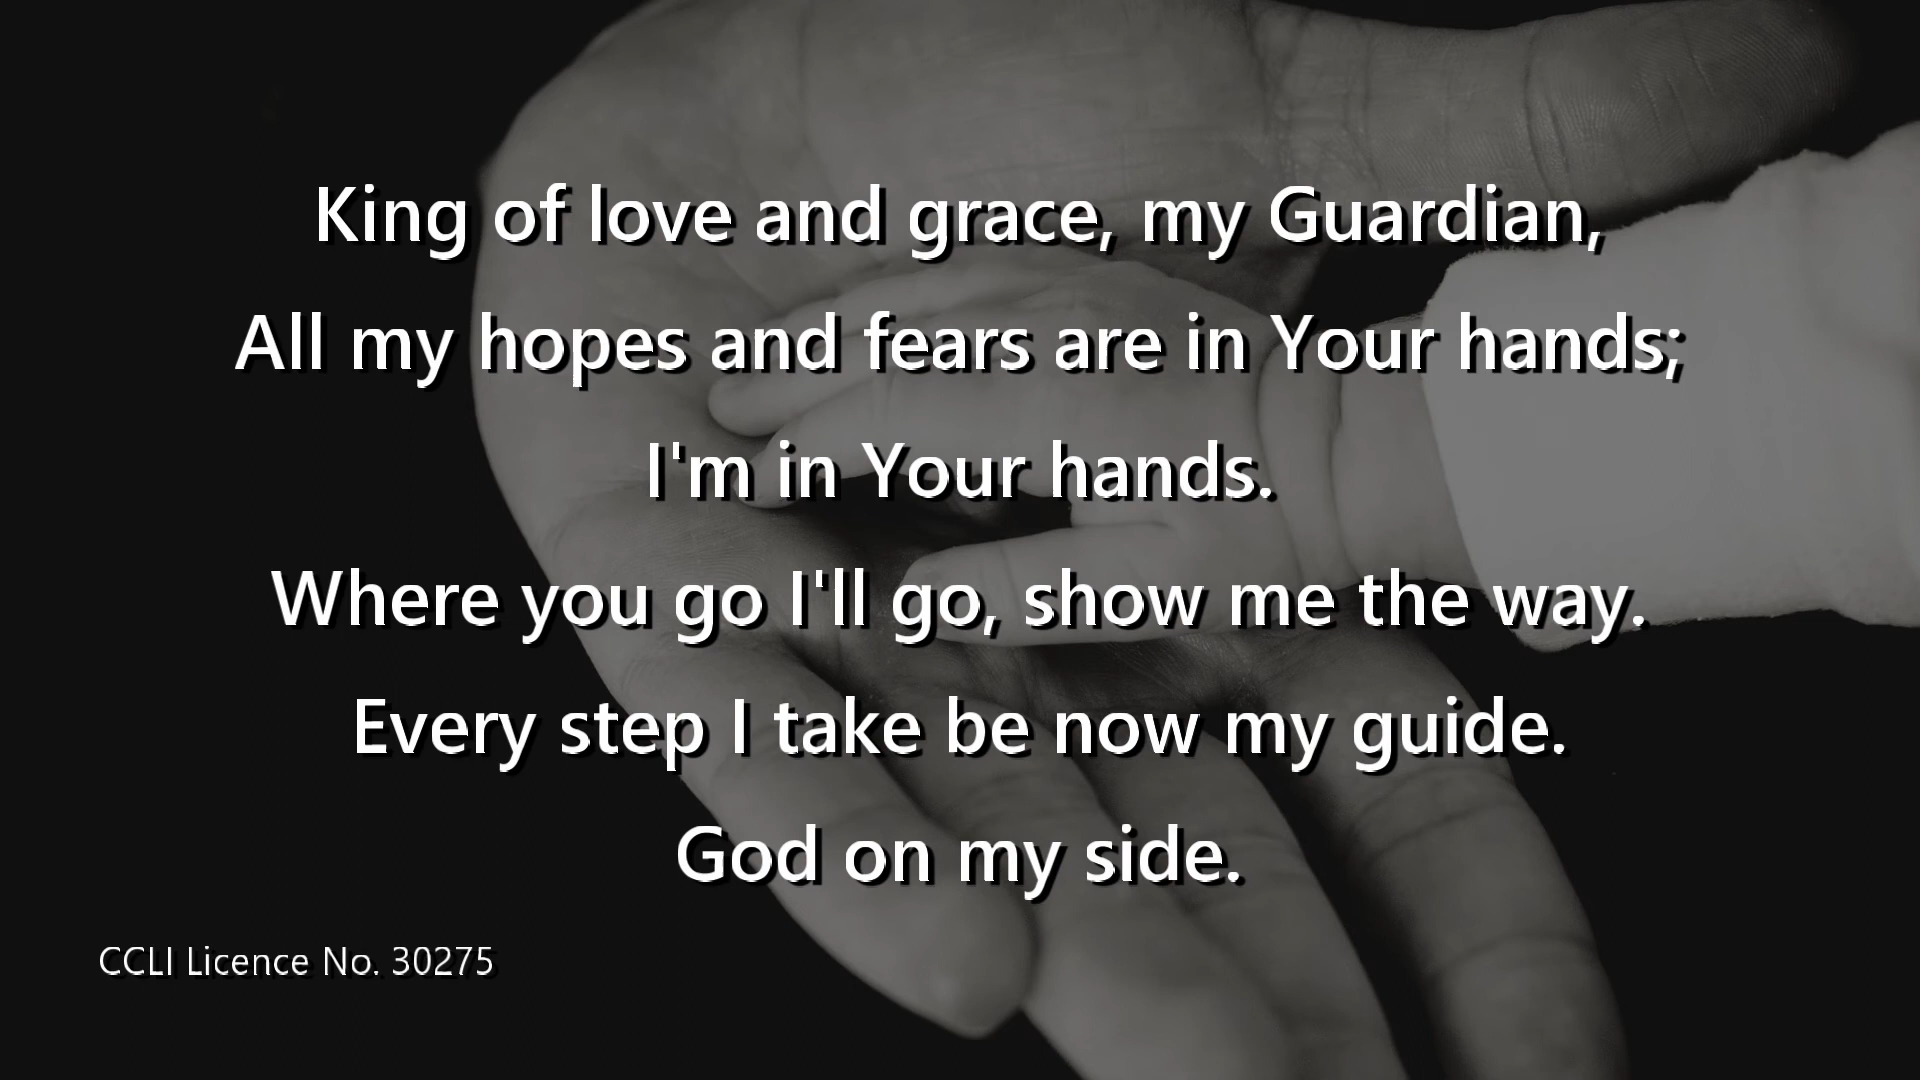 King of love and grace, my Guardian,
All my hopes and fears are in Your hands;
I'm in Your hands.
Where you go I'll go, show me the way.
Every step I take be now my guide.
God on my side.
CCLI Licence No. 30275